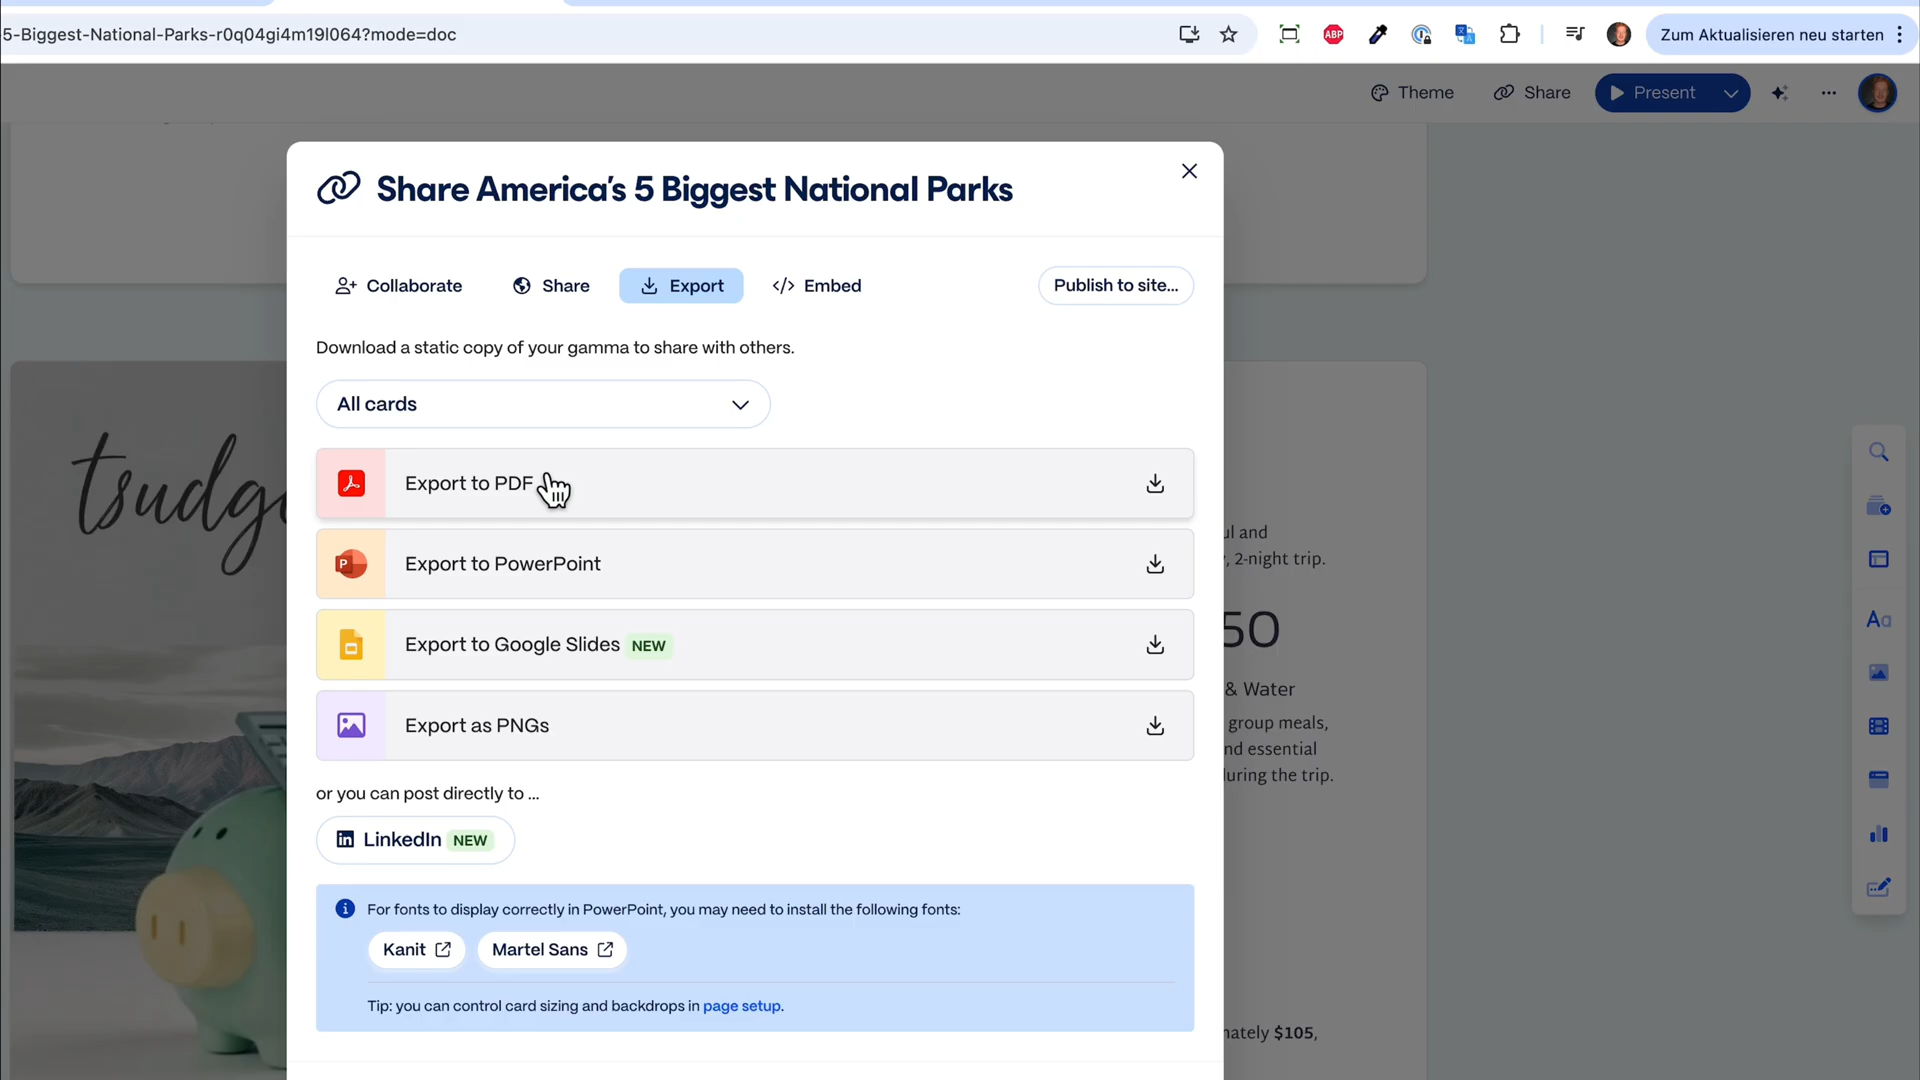 5-Biggest-National-Parks-r0q04gi4m19l064?mode=doc
ABP
Zum Aktualisieren neu starten
Theme
Share
Present
Share America's 5 Biggest National Parks
Collaborate
Share
Export
</> Embed
Publish to site...
Download a static copy of your gamma to share with others.
All cards
Export to PDF
P
Export to PowerPoint
Export to Google Slides NEW
Export as PNGs
or you can post directly to ...
in LinkedIn NEW
For fonts to display correctly in PowerPoint, you may need to install the following fonts:
Kanit
Martel Sans
Tip: you can control card sizing and backdrops in page setup.
and
, 2-night trip.
50
& Water
group meals,
essential
during the trip.
$105,
Aa